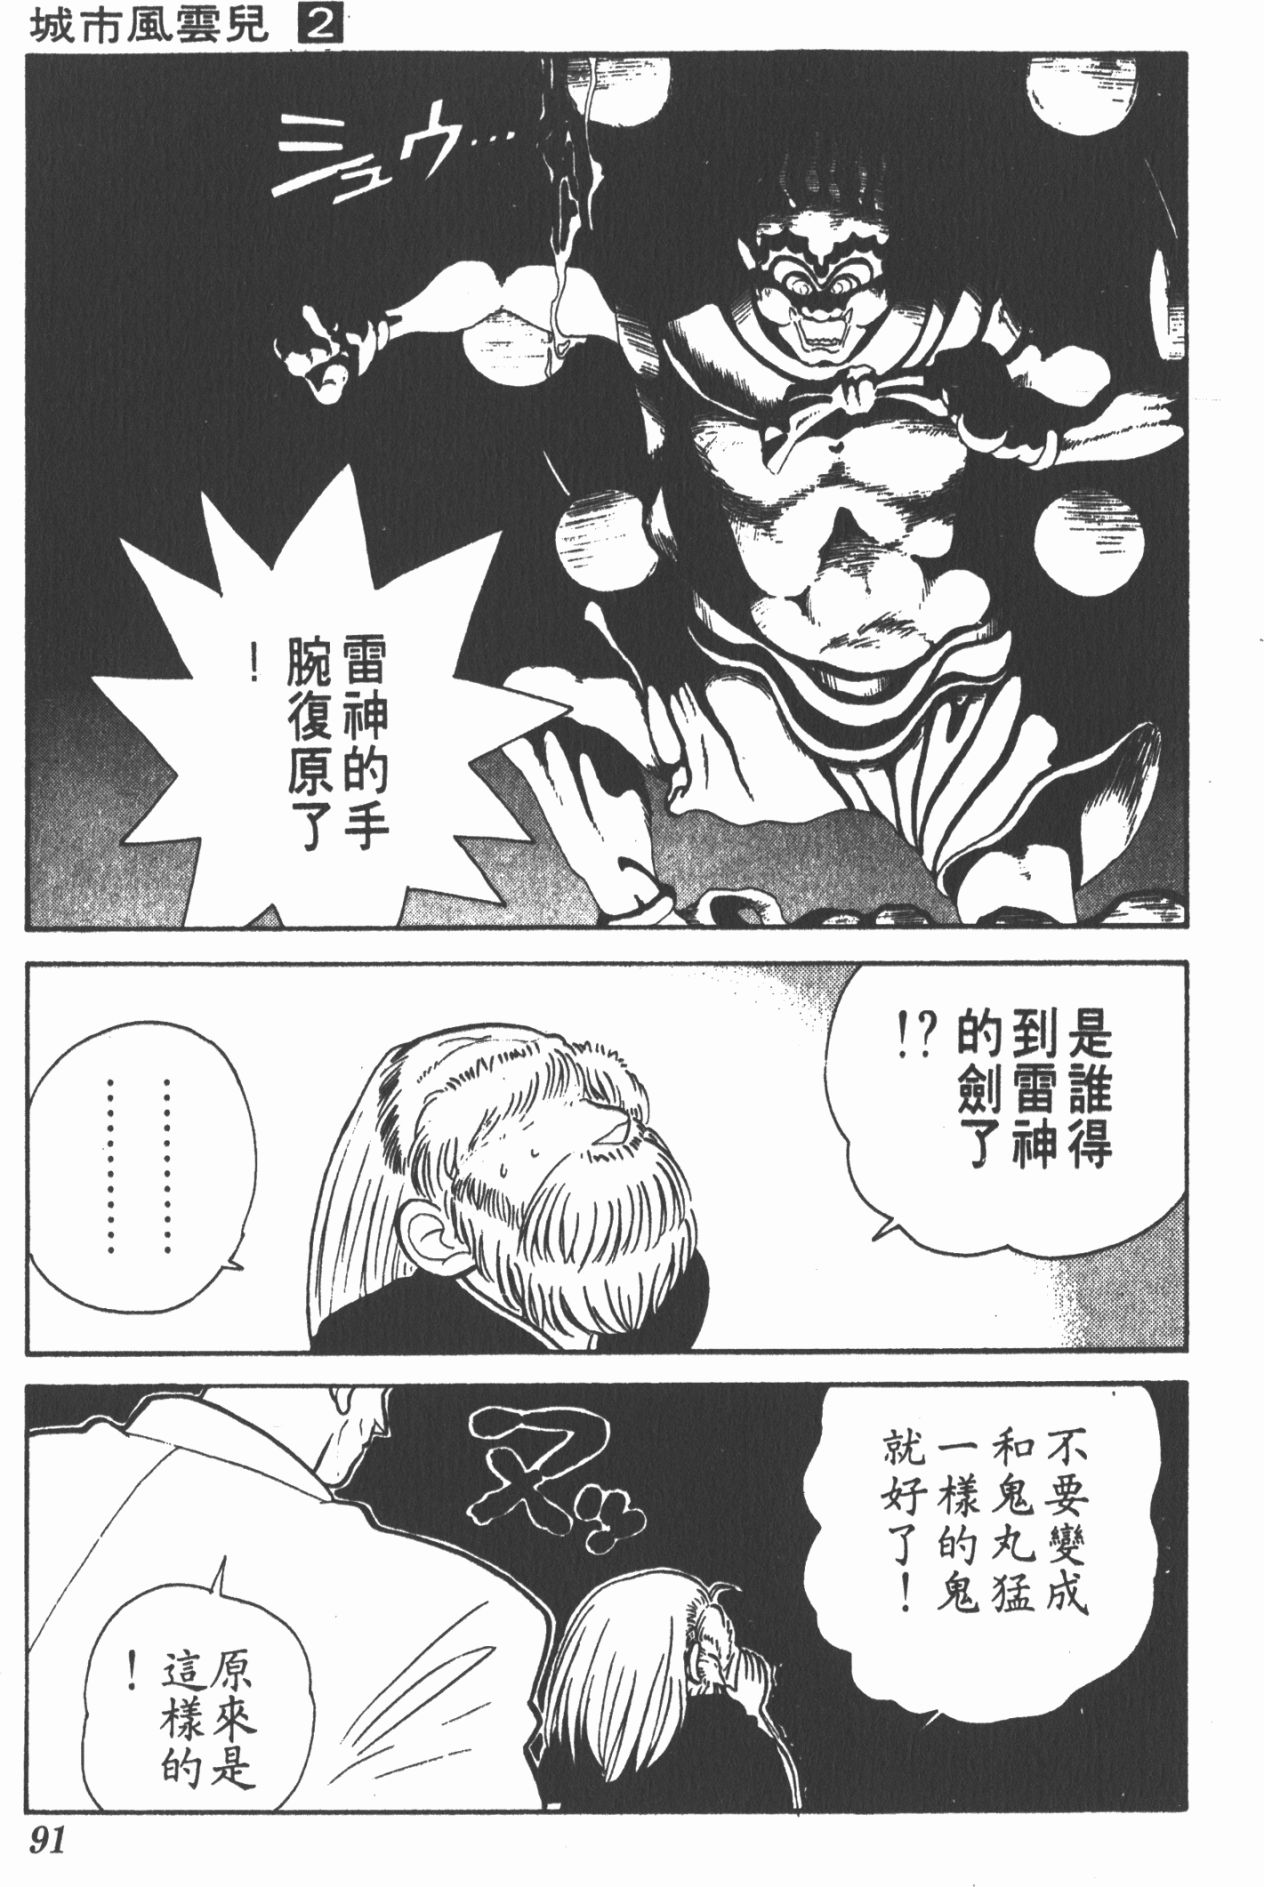 城市風雲兒 2
シュウ…
雷神的手
腕復原了
!
是誰得
到雷神
的劍了
!?
………
………
不要變成
和鬼丸猛
一樣的鬼
就好了!
ヌッ
原來是
這樣的
!
91